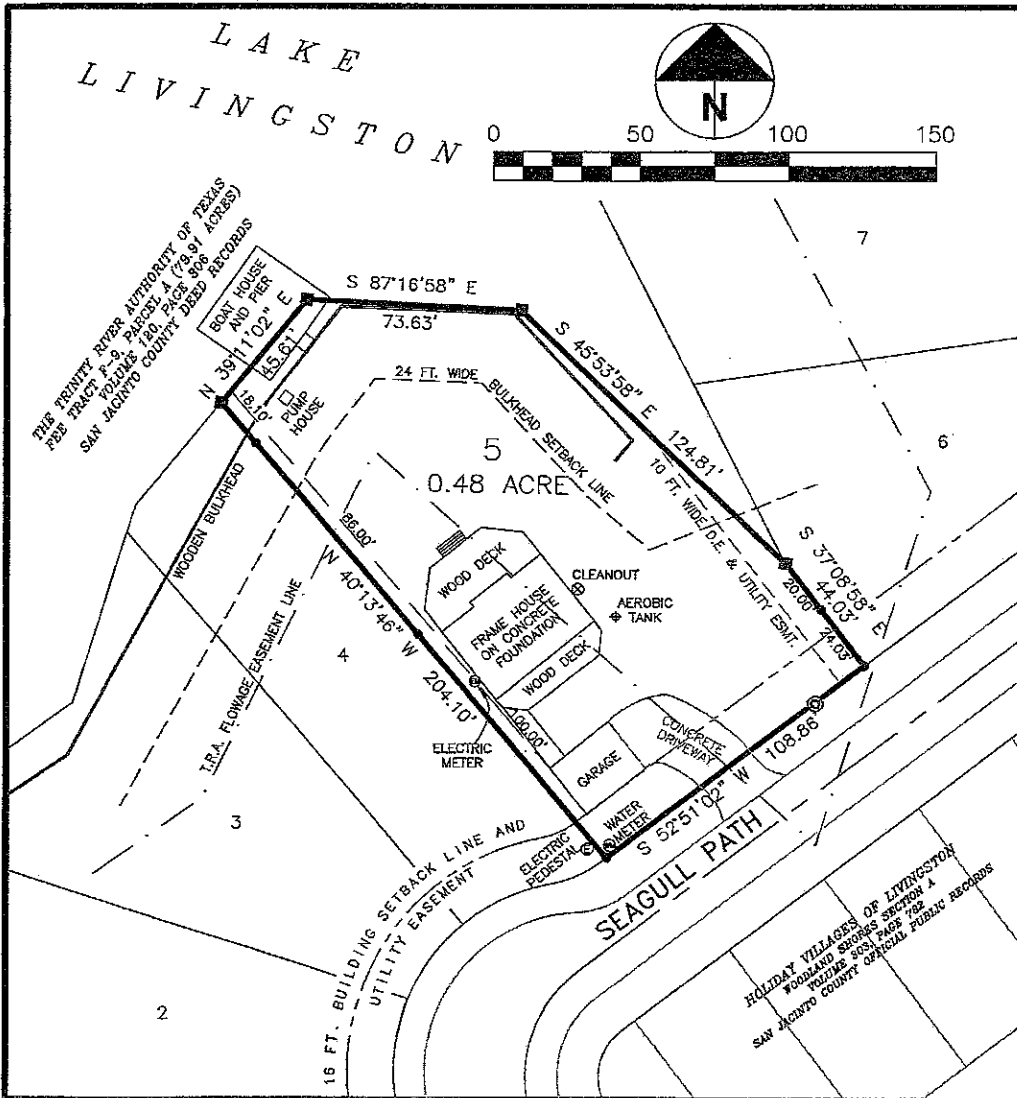 LAKE
LIVINGSTON
N
0 50 100 150
THE TRINITY RIVER AUTHORITY OF TEXAS
FEE TRACT F-9, PARCEL A (79.91 ACRES)
VOLUME 120, PAGE 806
SAN JACINTO COUNTY DEED RECORDS
BOAT HOUSE
AND PIER
N 39°11'02" E
45.61'
S 87°16'58" E
73.63'
S 45°53'58" E
124.81'
7
6
18.10'
PUMP
HOUSE
24 FT. WIDE
BULKHEAD SETBACK LINE
5
0.48 ACRE
10 FT. WIDE D.E. & UTILITY ESMT.
S 37°08'58" E
44.03'
20.00'
24.03'
WOODEN BULKHEAD
86.00'
WOOD DECK
CLEANOUT
AEROBIC
TANK
FRAME HOUSE
ON CONCRETE
FOUNDATION
WOOD DECK
W 40°13'46" W
204.10'
100.00'
4
T.R.A. FLOWAGE EASEMENT LINE
ELECTRIC
METER
CONCRETE
DRIVEWAY
GARAGE
S 52°51'02" W 108.86'
3
WATER
METER
ELECTRIC
PEDESTAL
E
SEAGULL PATH
16 FT. BUILDING SETBACK LINE AND
UTILITY EASEMENT
2
HOLIDAY VILLAGES OF LIVINGSTON
WOODLAND SHORES SECTION A
VOLUME 203, PAGE 782
SAN JACINTO COUNTY OFFICIAL PUBLIC RECORDS